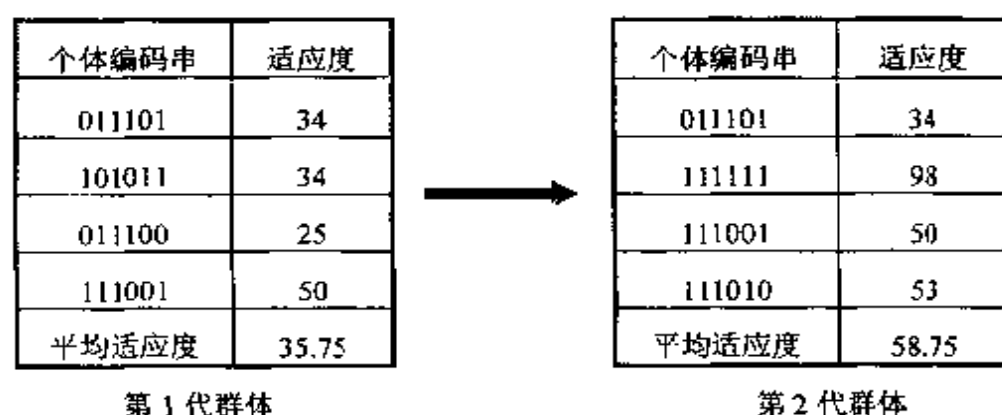 个体编码串 适应度
011101 34
101011 34
011100 25
111001 50
平均适应度 35.75
第1代群体
个体编码串 适应度
011101 34
111111 98
111001 50
111010 53
平均适应度 58.75
第2代群体